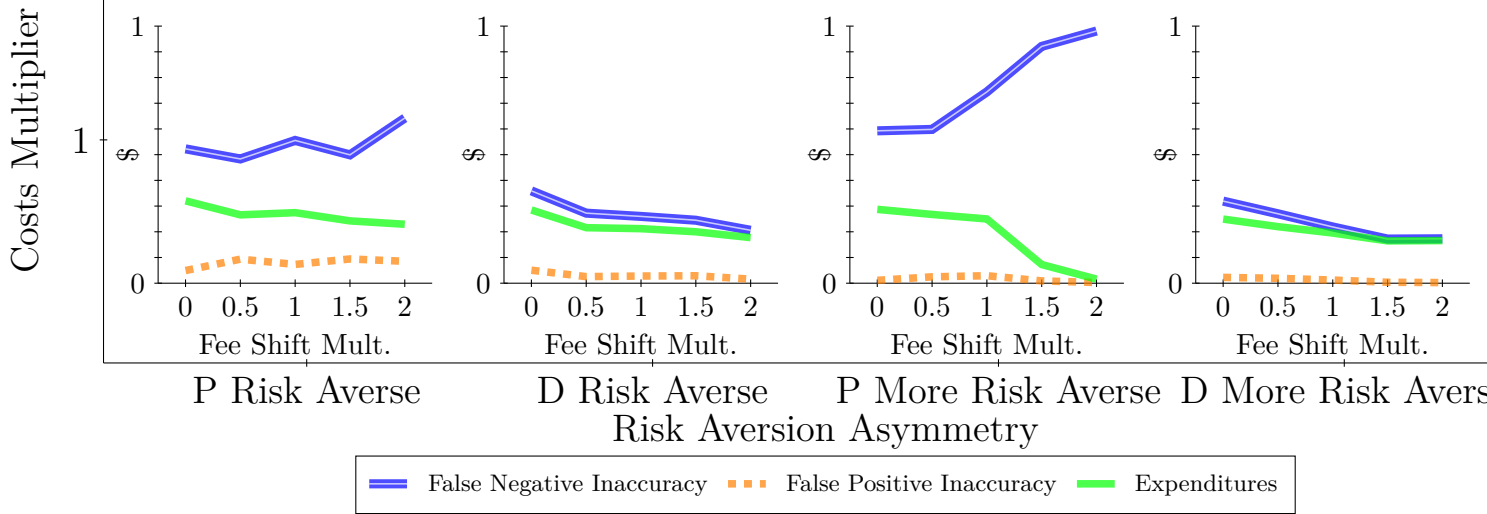 Costs Multiplier
1
1
$
0
0 0.5 1 1.5 2
Fee Shift Mult.
P Risk Averse
1
$
0
0 0.5 1 1.5 2
Fee Shift Mult.
D Risk Averse
1
$
0
0 0.5 1 1.5 2
Fee Shift Mult.
P More Risk Averse
1
$
0
0 0.5 1 1.5 2
Fee Shift Mult.
D More Risk Avers
Risk Aversion Asymmetry
False Negative Inaccuracy False Positive Inaccuracy Expenditures